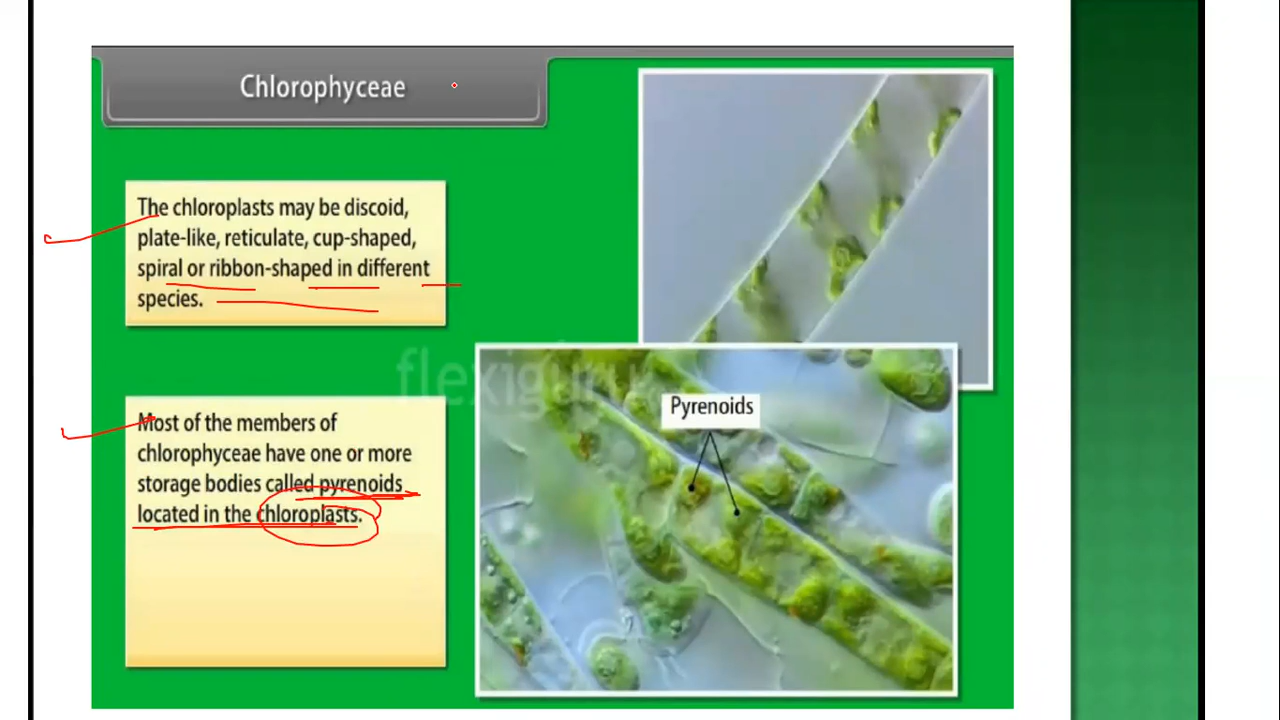 Chlorophyceae
The chloroplasts may be discoid,
plate-like, reticulate, cup-shaped,
spiral or ribbon-shaped in different
species.
flexiguru
Pyrenoids
Most of the members of
chlorophyceae have one or more
storage bodies called pyrenoids
located in the chloroplasts.